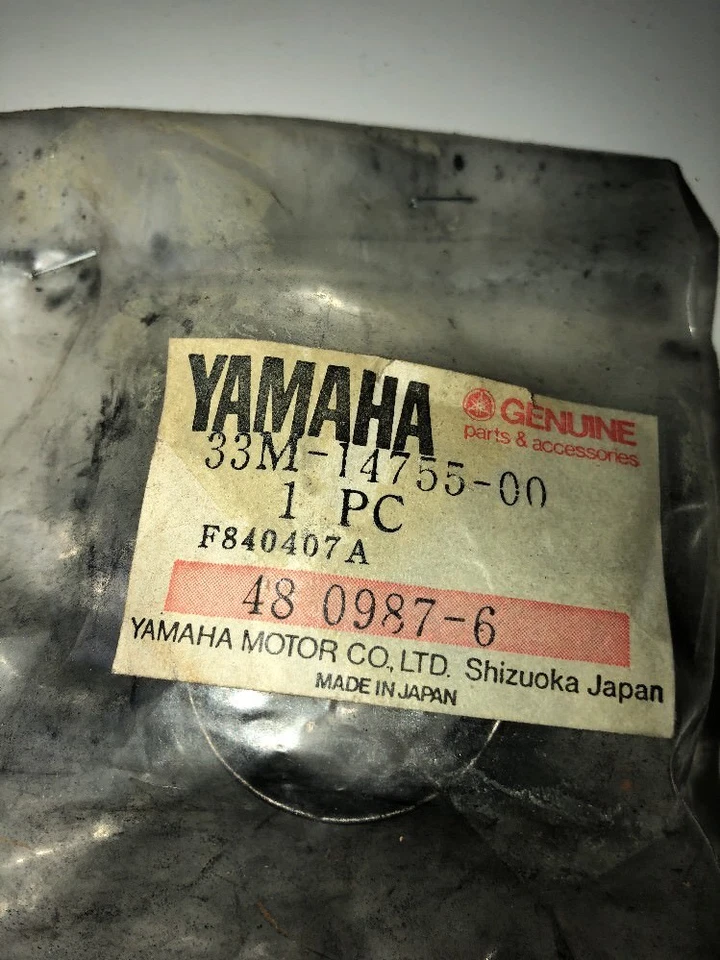 YAMAHA GENUINE
parts & accessories
33M-14755-00
1 PC
F840407A
48 0987-6
YAMAHA MOTOR CO., LTD. Shizuoka Japan
MADE IN JAPAN